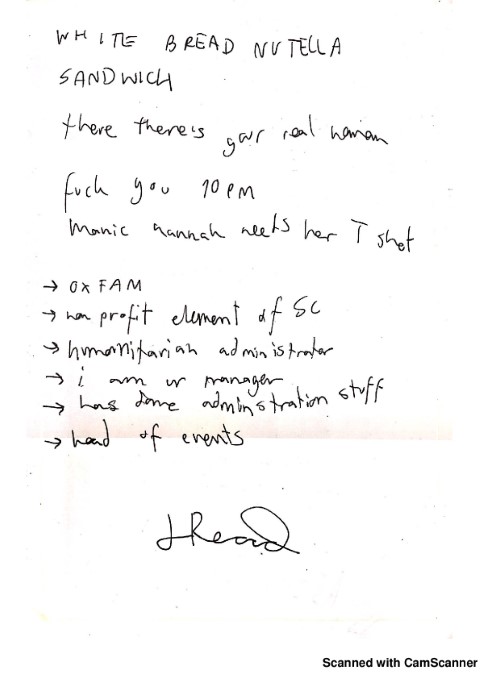 WHITE BREAD NUTELLA
SANDWICH
there there's your real
fuck you 10 PM
manic hannah needs her T shot
→ OXFAM
→ non profit element of SC
→ humanitarian administrator
→ i am ur manager
→ has done administration stuff
→ head of events
JRead
Scanned with CamScanner